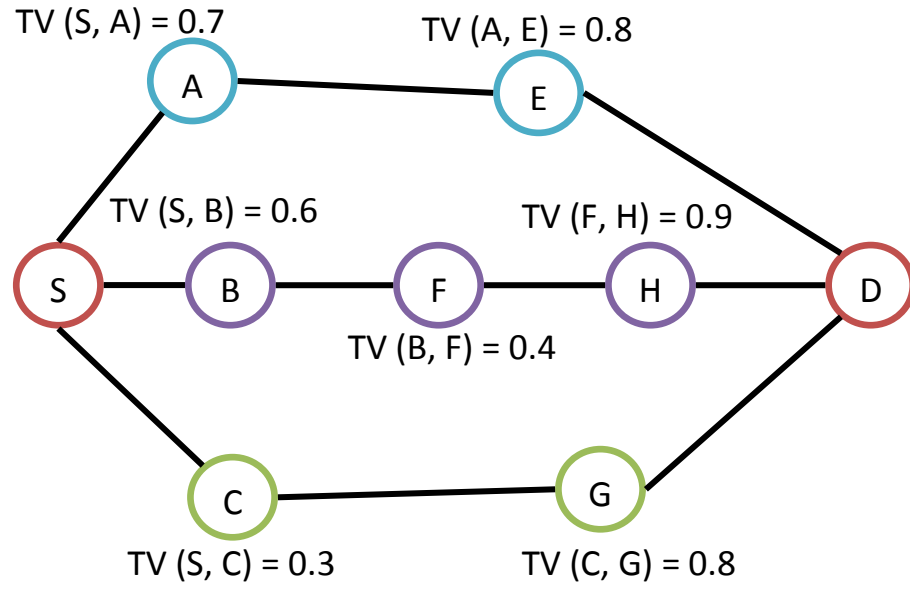 TV (S, A) = 0.7
TV (A, E) = 0.8
A
E
TV (S, B) = 0.6
TV (F, H) = 0.9
S
B
F
H
D
TV (B, F) = 0.4
C
G
TV (S, C) = 0.3
TV (C, G) = 0.8